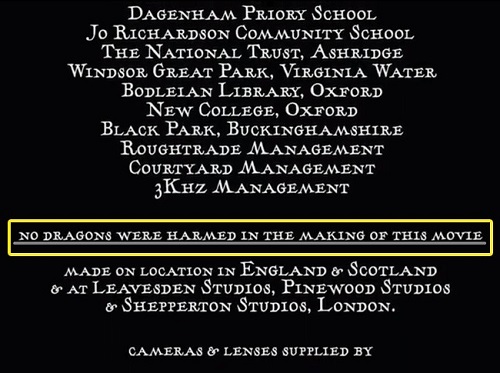 Dagenham Priory School
Jo Richardson Community School
The National Trust, Ashridge
Windsor Great Park, Virginia Water
Bodleian Library, Oxford
New College, Oxford
Black Park, Buckinghamshire
Roughtrade Management
Courtyard Management
3Khz Management
no dragons were harmed in the making of this movie
made on location in England & Scotland
& at Leavesden Studios, Pinewood Studios
& Shepperton Studios, London.
cameras & lenses supplied by